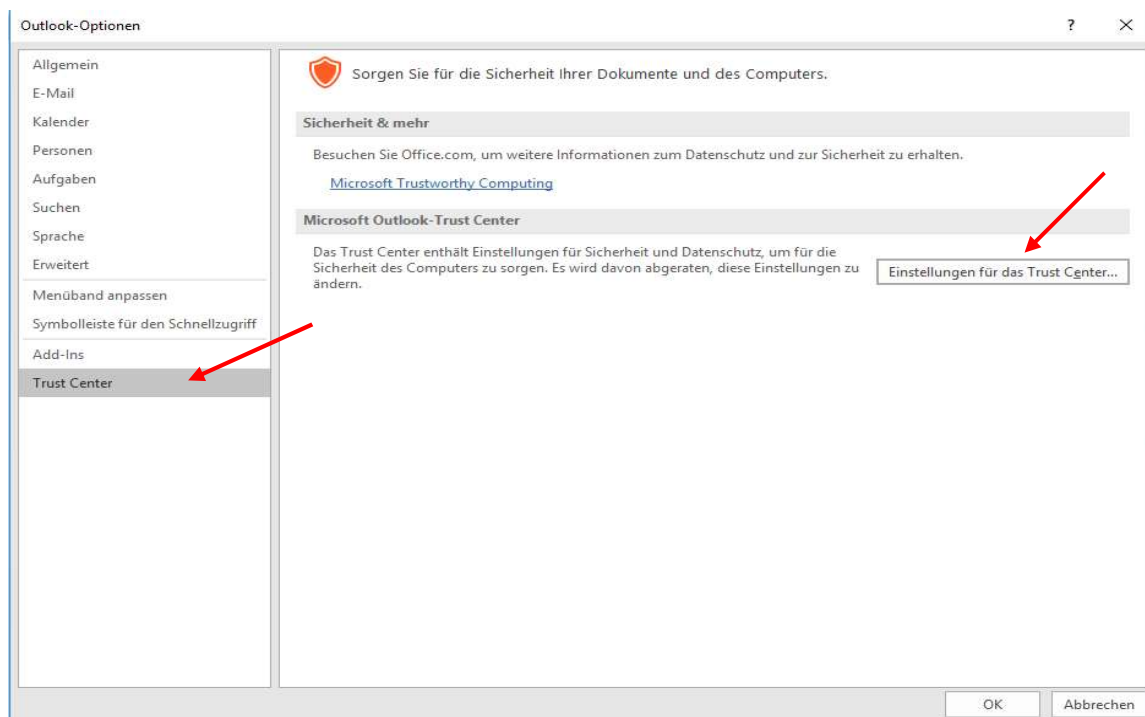 Outlook-Optionen
?
×
Allgemein
E-Mail
Kalender
Personen
Aufgaben
Suchen
Sprache
Erweitert
Menüband anpassen
Symbolleiste für den Schnellzugriff
Add-Ins
Trust Center
Sorgen Sie für die Sicherheit Ihrer Dokumente und des Computers.
Sicherheit & mehr
Besuchen Sie Office.com, um weitere Informationen zum Datenschutz und zur Sicherheit zu erhalten.
Microsoft Trustworthy Computing
Microsoft Outlook-Trust Center
Das Trust Center enthält Einstellungen für Sicherheit und Datenschutz, um für die
Sicherheit des Computers zu sorgen. Es wird davon abgeraten, diese Einstellungen zu
ändern.
Einstellungen für das Trust Center...
OK
Abbrechen